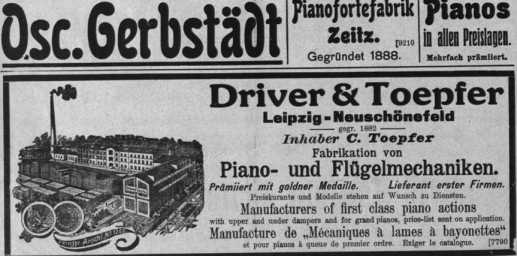 Osc. Gerbstädt
Pianofortefabrik
Zeitz. [9210
Gegründet 1888.
Pianos
in allen Preislagen.
Mehrfach prämiiert.
Driver & Toepfer
Leipzig-Neuschönefeld
gegr. 1882
Inhaber C. Toepfer
Fabrikation von
Piano- und Flügelmechaniken.
Prämiiert mit goldner Medaille. Lieferant erster Firmen.
Preiskurants und Modelle stehen auf Wunsch zu Diensten.
Manufacturers of first class piano actions
with upper and under dampers and for grand pianos, price-list sent on application.
Manufacture de „Mécaniques à lames à bayonettes“
et pour pianos à queue de premier ordre. Exiger le catalogue. [7790